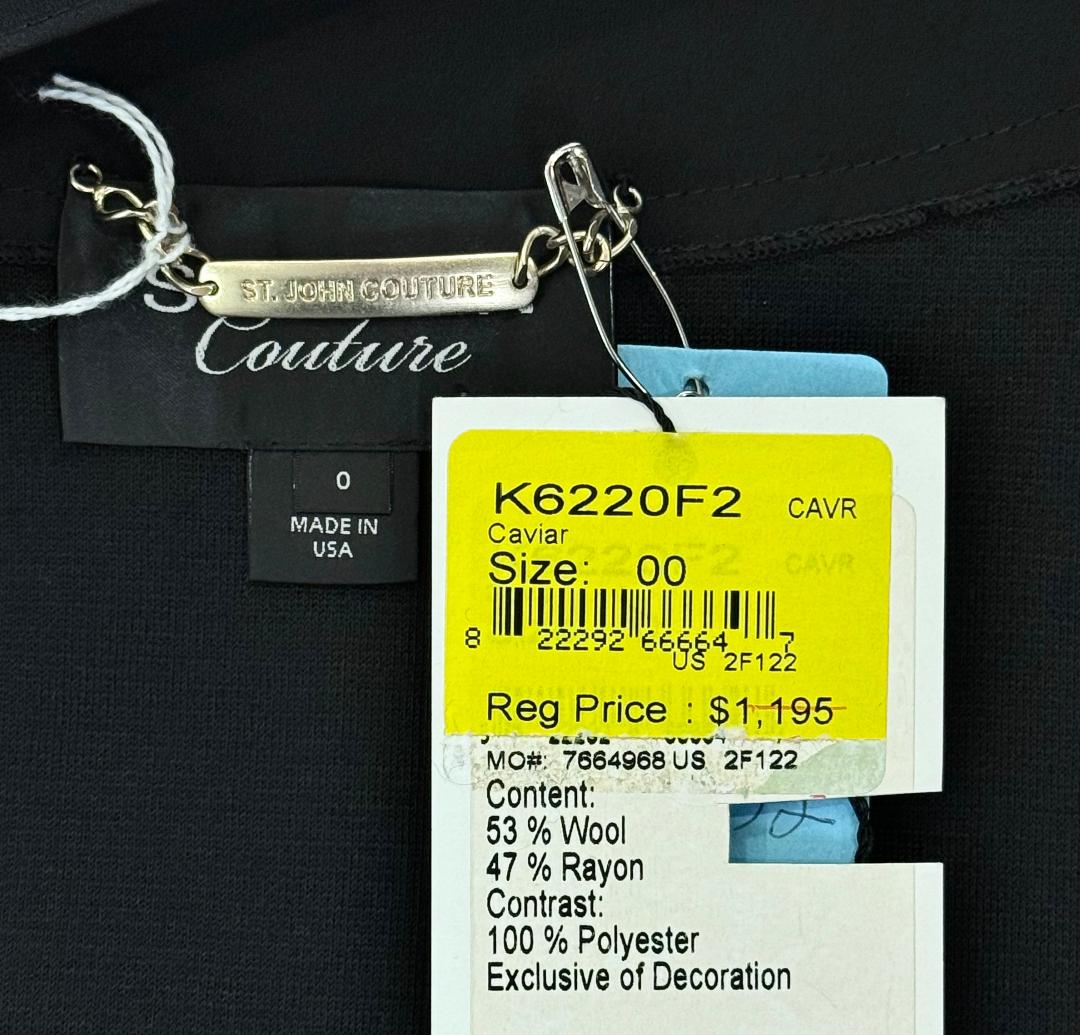 ST. JOHN COUTURE
S
Couture
0
MADE IN
USA
K6220F2 CAVR
Caviar
Size: 00
8 22292 66664 7
US 2F122
Reg Price : $1,195
MO#: 7664968 US 2F122
Content:
53 % Wool
47 % Rayon
Contrast:
100 % Polyester
Exclusive of Decoration